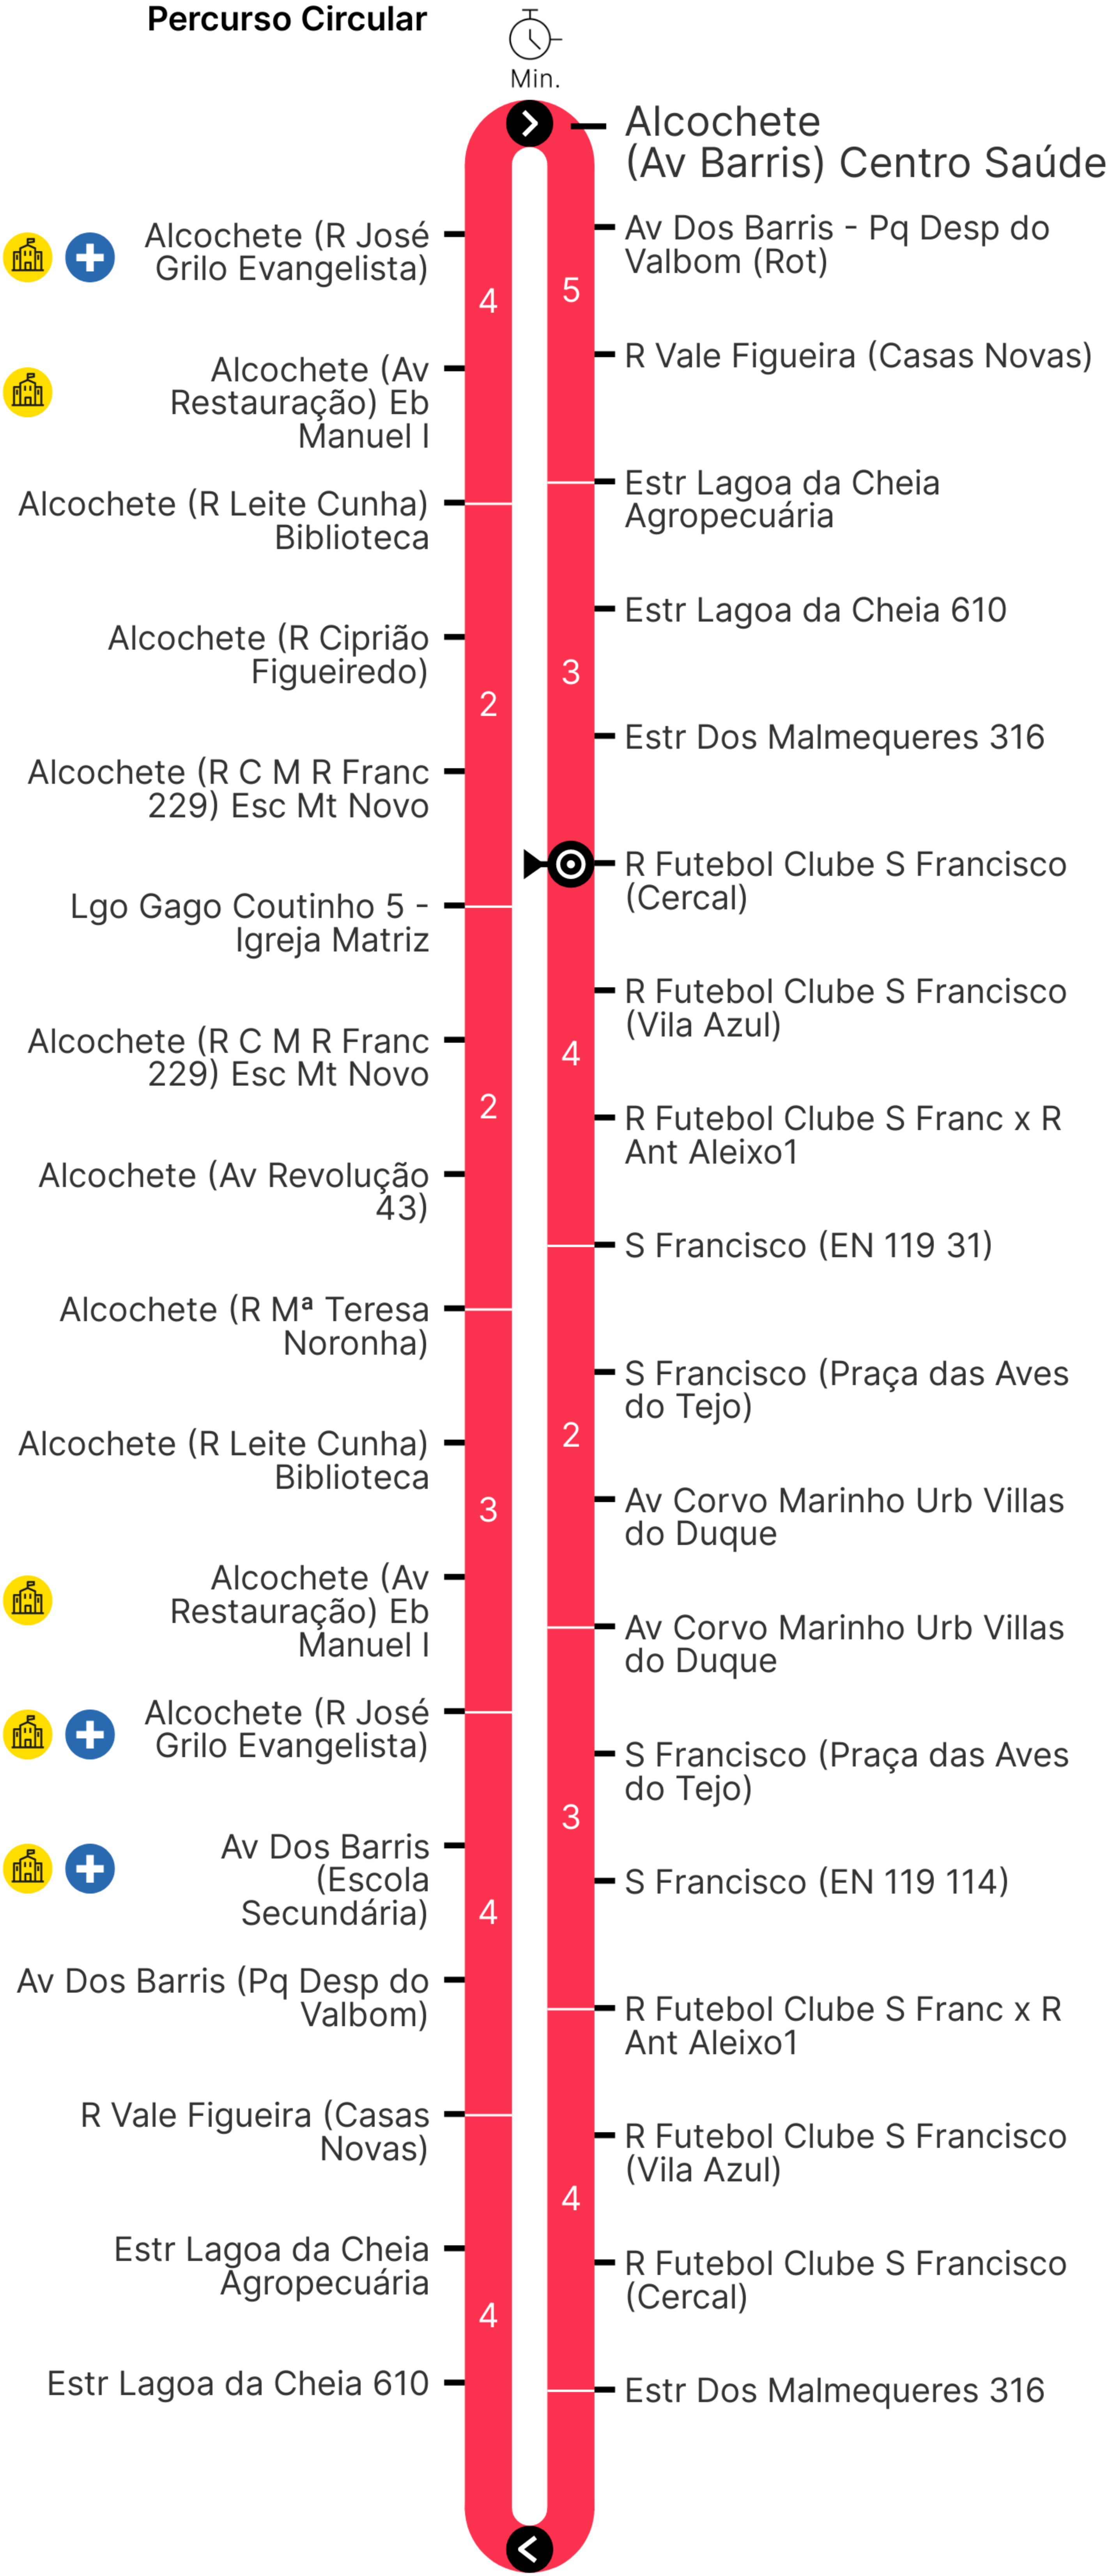 Percurso Circular
Min.
Alcochete
(Av Barris) Centro Saúde
Av Dos Barris - Pq Desp do
Valbom (Rot)
5
R Vale Figueira (Casas Novas)
Estr Lagoa da Cheia
Agropecuária
Estr Lagoa da Cheia 610
3
Estr Dos Malmequeres 316
R Futebol Clube S Francisco
(Cercal)
R Futebol Clube S Francisco
(Vila Azul)
4
R Futebol Clube S Franc x R
Ant Aleixo1
S Francisco (EN 119 31)
S Francisco (Praça das Aves
do Tejo)
2
Av Corvo Marinho Urb Villas
do Duque
Av Corvo Marinho Urb Villas
do Duque
S Francisco (Praça das Aves
do Tejo)
3
S Francisco (EN 119 114)
R Futebol Clube S Franc x R
Ant Aleixo1
R Futebol Clube S Francisco
(Vila Azul)
4
R Futebol Clube S Francisco
(Cercal)
Estr Dos Malmequeres 316
Alcochete (R José
Grilo Evangelista)
4
Alcochete (Av
Restauração) Eb
Manuel I
Alcochete (R Leite Cunha)
Biblioteca
Alcochete (R Ciprião
Figueiredo)
2
Alcochete (R C M R Franc
229) Esc Mt Novo
Lgo Gago Coutinho 5 -
Igreja Matriz
Alcochete (R C M R Franc
229) Esc Mt Novo
2
Alcochete (Av Revolução
43)
Alcochete (R Mª Teresa
Noronha)
Alcochete (R Leite Cunha)
Biblioteca
3
Alcochete (Av
Restauração) Eb
Manuel I
Alcochete (R José
Grilo Evangelista)
Av Dos Barris
(Escola
Secundária)
4
Av Dos Barris (Pq Desp do
Valbom)
R Vale Figueira (Casas
Novas)
Estr Lagoa da Cheia
Agropecuária
4
Estr Lagoa da Cheia 610